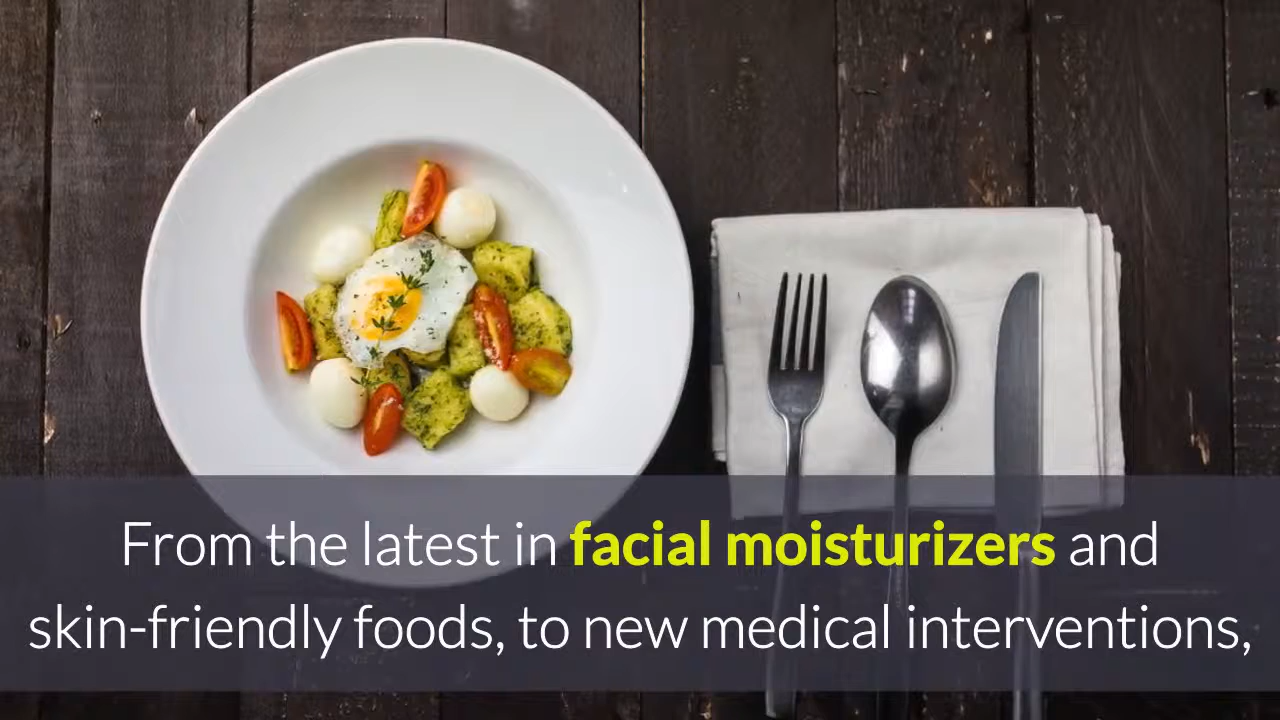 From the latest in facial moisturizers and
skin-friendly foods, to new medical interventions,